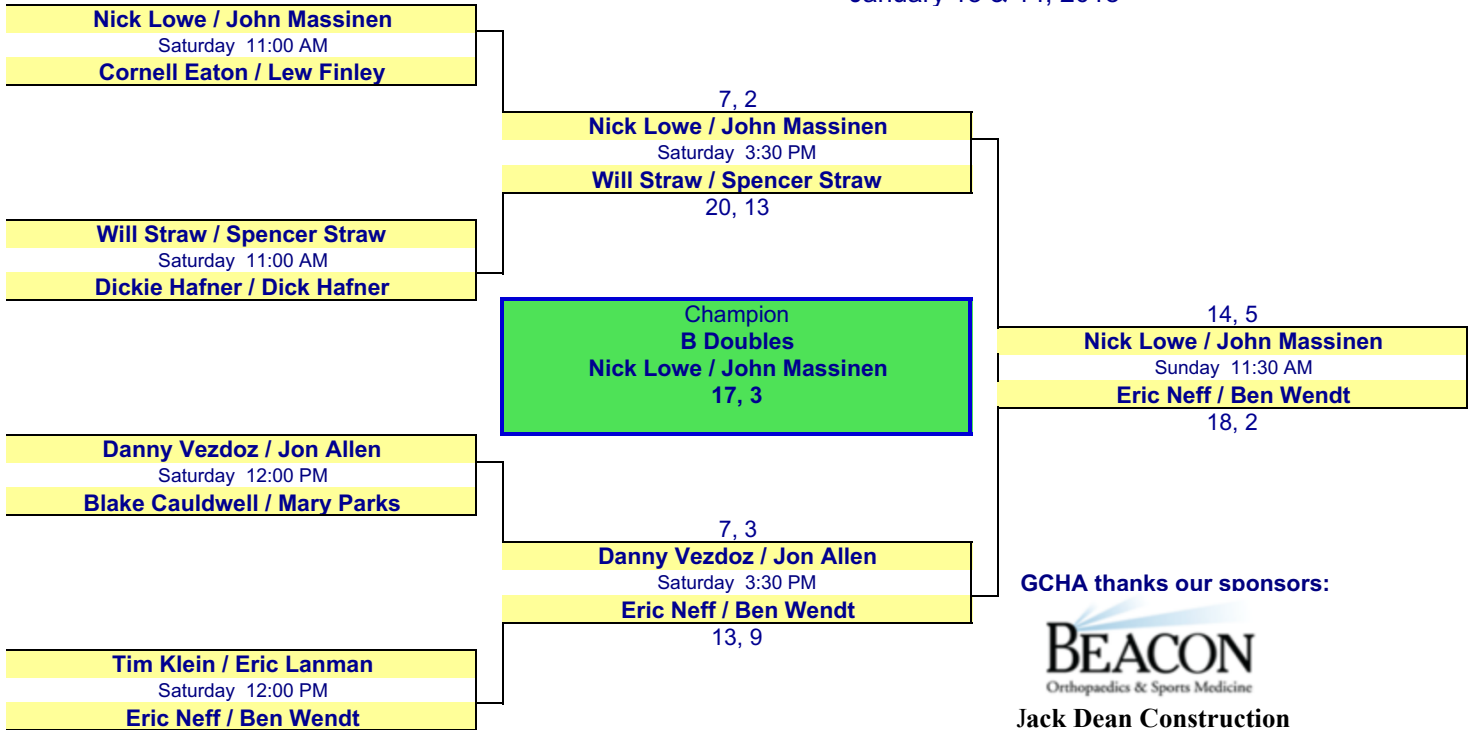 January 13 & 14, 2018
Nick Lowe / John Massinen
Saturday 11:00 AM
Cornell Eaton / Lew Finley
Will Straw / Spencer Straw
Saturday 11:00 AM
Dickie Hafner / Dick Hafner
Danny Vezdoz / Jon Allen
Saturday 12:00 PM
Blake Cauldwell / Mary Parks
Tim Klein / Eric Lanman
Saturday 12:00 PM
Eric Neff / Ben Wendt
7, 2
Nick Lowe / John Massinen
Saturday 3:30 PM
Will Straw / Spencer Straw
20, 13
Champion
B Doubles
Nick Lowe / John Massinen
17, 3
7, 3
Danny Vezdoz / Jon Allen
Saturday 3:30 PM
Eric Neff / Ben Wendt
13, 9
14, 5
Nick Lowe / John Massinen
Sunday 11:30 AM
Eric Neff / Ben Wendt
18, 2
GCHA thanks our sponsors:
BEACON
Orthopaedics & Sports Medicine
Jack Dean Construction